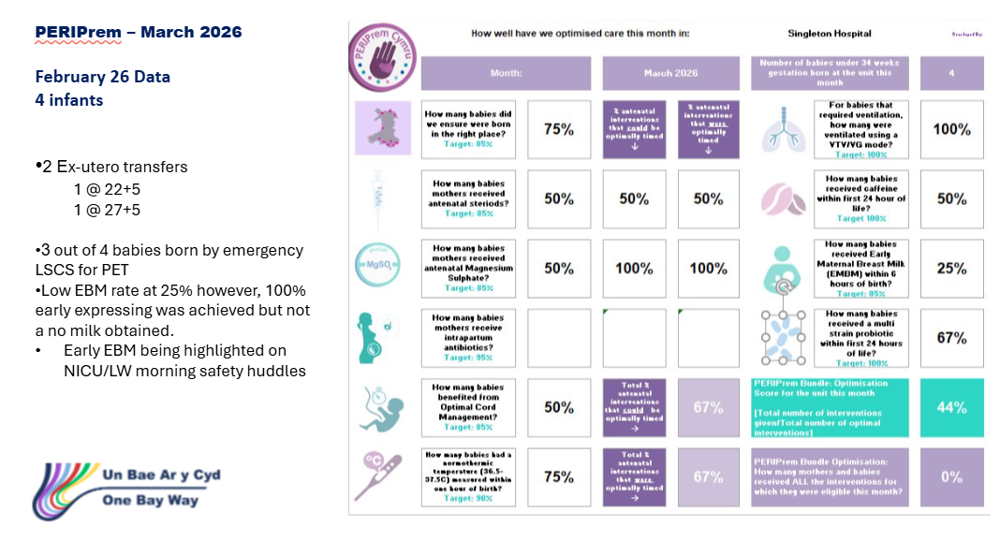 PERIPrem – March 2026
February 26 Data
4 infants
•2 Ex-utero transfers
1 @ 22+5
1 @ 27+5
•3 out of 4 babies born by emergency
LSCS for PET
•Low EBM rate at 25% however, 100%
early expressing was achieved but not
a no milk obtained.
• Early EBM being highlighted on
NICU/LW morning safety huddles
Un Bae Ar y Cyd
One Bay Way
PERIPrem Cymru
How well have we optimised care this month in:
Singleton Hospital
Developed By:
Month:
March 2026
Number of babies under 34 weeks
gestation born at the unit this
month
4
How many babies did
we ensure were born
in the right place?
Target: 85%
75%
% antenatal
interventions
that could be
optimally timed
↓
% antenatal
interventions
that were
optimally
timed
↓
For babies that
required ventilation,
how many were
ventilated using a
VTV/VG mode?
Target: 100%
100%
How many babies
mothers received
antenatal steriods?
Target: 85%
50%
50%
50%
How many babies
received caffeine
within first 24 hour of
life?
Target 100%
50%
MgSO₄
How many babies
mothers received
antenatal Magnesium
Sulphate?
Target: 85%
50%
100%
100%
How many babies
received Early
Maternal Breast Milk
(EMBM) within 6
hours of birth?
Target: 85%
25%
How many babies
mothers receive
intrapartum
antibiotics?
Target: 95%
How many babies
received a multi
strain probiotic
within first 24 hours
of life?
Target: 100%
67%
How many babies
benefited from
Optimal Cord
Management?
Target: 85%
50%
Total %
antenatal
interventions
that could be
optimally timed
→
67%
PERIPrem Bundle: Optimisation
Score for the unit this month
[Total number of interventions
given/Total number of optimal
interventions]
44%
°C
How many babies had a
normothermic
temperature (36.5-
37.5C) measured within
one hour of birth?
Target: 90%
75%
Total %
antenatal
interventions
that were
optimally timed
→
67%
PERIPrem Bundle Optimisation:
How many mothers and babies
received ALL the interventions for
which they were eligible this month?
0%